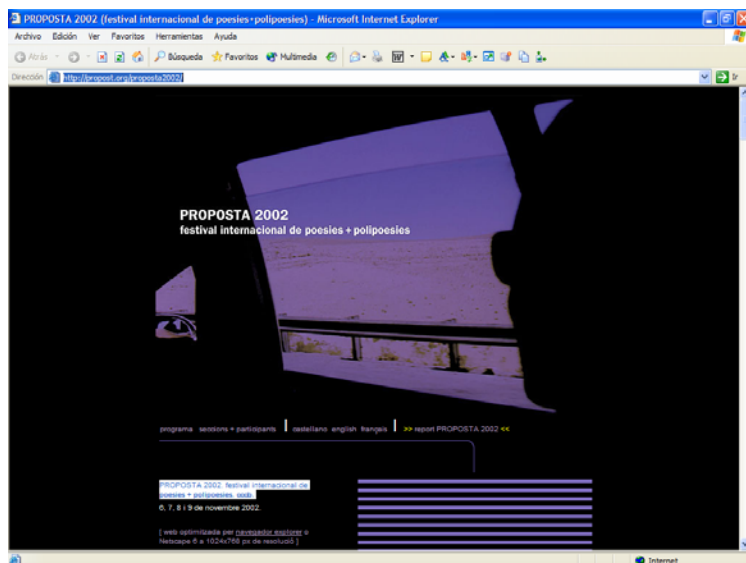 PROPOSTA 2002 (festival internacional de poesies+polipoesies) - Microsoft Internet Explorer
Archivo Edición Ver Favoritos Herramientas Ayuda
Atrás Búsqueda Favoritos Multimedia
Dirección http://propost.org/proposta2002/ Ir
PROPOSTA 2002
festival internacional de poesies + polipoesies
programa sessions + participants castellano english français >> report PROPOSTA 2002 <<
PROPOSTA 2002. festival internacional de
poesies + polipoesies. cccb.
6, 7, 8 i 9 de novembre 2002.
[ web optimitzada per navegador explorer o
Netscape 6 a 1024x768 px de resolució ]
Internet